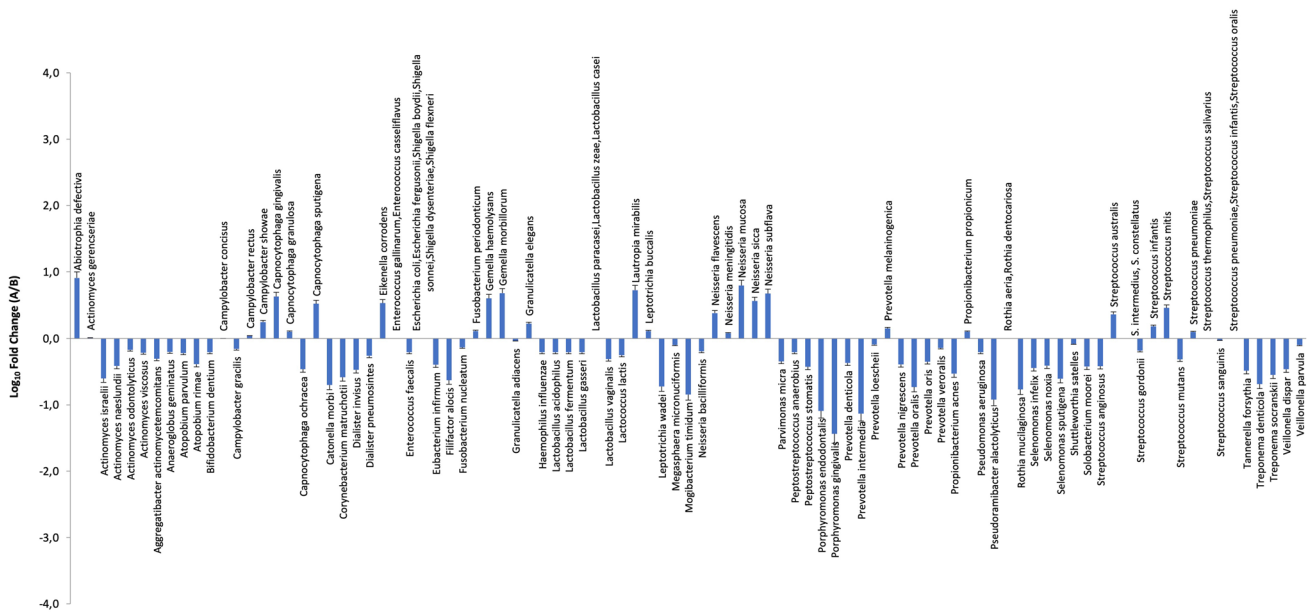 Log10 Fold Change (A/B)
4,0
3,0
2,0
1,0
0,0
-1,0
-2,0
-3,0
-4,0
Abiotrophia defectiva
Actinomyces gerencseriae
Actinomyces israelii
Actinomyces naeslundii
Actinomyces odontolyticus
Actinomyces viscosus
Aggregatibacter actinomycetemcomitans
Anaeroglobus geminatus
Atopobium parvulum
Atopobium rimae
Bifidobacterium dentium
Campylobacter concisus
Campylobacter gracilis
Campylobacter rectus
Campylobacter showae
Capnocytophaga gingivalis
Capnocytophaga granulosa
Capnocytophaga ochracea
Capnocytophaga sputigena
Catonella morbi
Corynebacterium matruchotii
Dialister invisus
Dialister pneumosintes
Eikenella corrodens
Enterococcus gallinarum,Enterococcus casseliflavus
Enterococcus faecalis
Escherichia coli,Escherichia fergusonii,Shigella boydii,Shigella
sonnei,Shigella dysenteriae,Shigella flexneri
Eubacterium infirmum
Filifactor alocis
Fusobacterium nucleatum
Fusobacterium periodonticum
Gemella haemolysans
Gemella morbillorum
Granulicatella adiacens
Granulicatella elegans
Haemophilus influenzae
Lactobacillus acidophilus
Lactobacillus fermentum
Lactobacillus gasseri
Lactobacillus paracasei,Lactobacillus zeae,Lactobacillus casei
Lactobacillus vaginalis
Lactococcus lactis
Lautropia mirabilis
Leptotrichia buccalis
Leptotrichia wadei
Megasphaera micronuciformis
Mogibacterium timidum
Neisseria bacilliformis
Neisseria flavescens
Neisseria meningitidis
Neisseria mucosa
Neisseria sicca
Neisseria subflava
Parvimonas micra
Peptostreptococcus anaerobius
Peptostreptococcus stomatis
Porphyromonas endodontalis
Porphyromonas gingivalis
Prevotella denticola
Prevotella intermedia
Prevotella loescheii
Prevotella melaninogenica
Prevotella nigrescens
Prevotella oralis
Prevotella oris
Prevotella veroralis
Propionibacterium acnes
Propionibacterium propionicum
Pseudomonas aeruginosa
Pseudoramibacter alactolyticus
Rothia aeria,Rothia dentocariosa
Rothia mucilaginosa
Selenomonas infelix
Selenomonas noxia
Selenomonas sputigena
Shuttleworthia satelles
Solobacterium moorei
Streptococcus anginosus
Streptococcus australis
S. intermedius, S. constellatus
Streptococcus gordonii
Streptococcus infantis
Streptococcus mitis
Streptococcus mutans
Streptococcus pneumoniae
Streptococcus thermophilus,Streptococcus salivarius
Streptococcus sanguinis
Streptococcus pneumoniae,Streptococcus infantis,Streptococcus oralis
Tannerella forsythia
Treponema denticola
Treponema socranskii
Veillonella dispar
Veillonella parvula